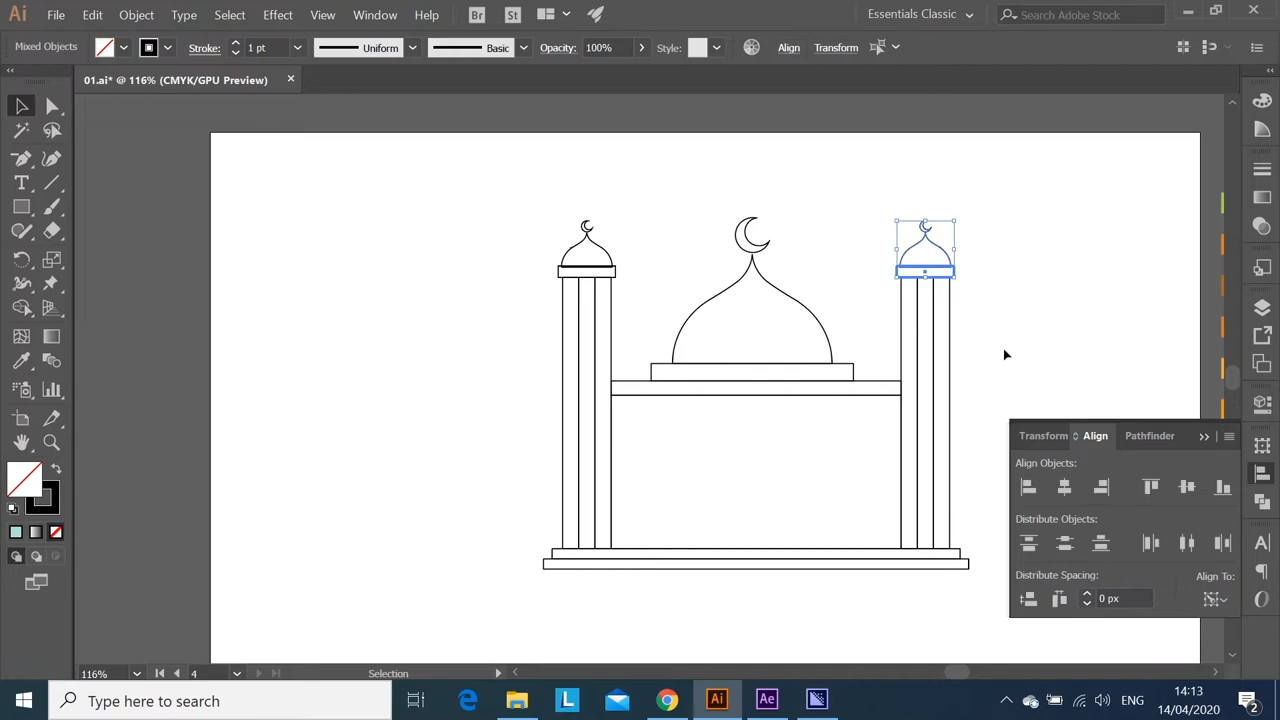 Ai File Edit Object Type Select Effect View Window Help Br St Essentials Classic Search Adobe Stock
Mixed Objects Stroke: 1 pt Uniform Basic Opacity: 100% Style: Align Transform
01.ai* @ 116% (CMYK/GPU Preview)
Transform Align Pathfinder
Align Objects:
Distribute Objects:
Distribute Spacing: Align To:
0 px
116% 4 Selection
Type here to search L Ai Ae ENG 14:13
14/04/2020 2